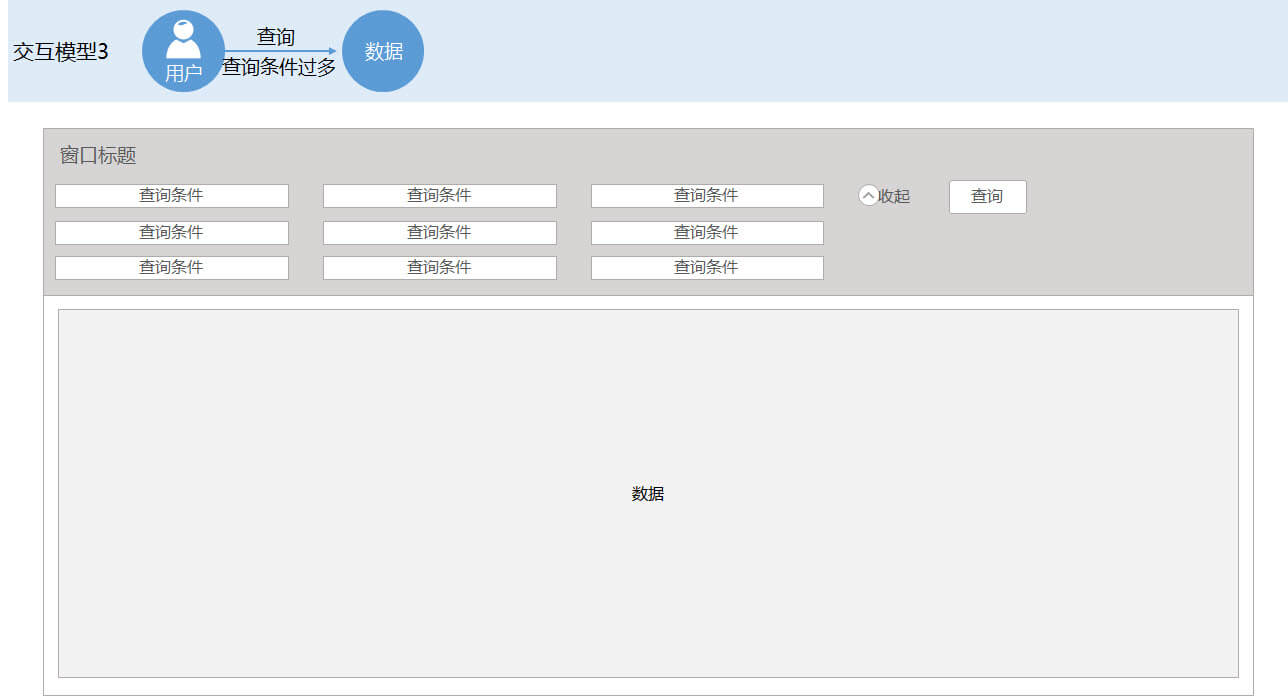 交互模型3
用户
查询
查询条件过多
数据
窗口标题
查询条件 查询条件 查询条件 收起 查询
查询条件 查询条件 查询条件
查询条件 查询条件 查询条件
数据